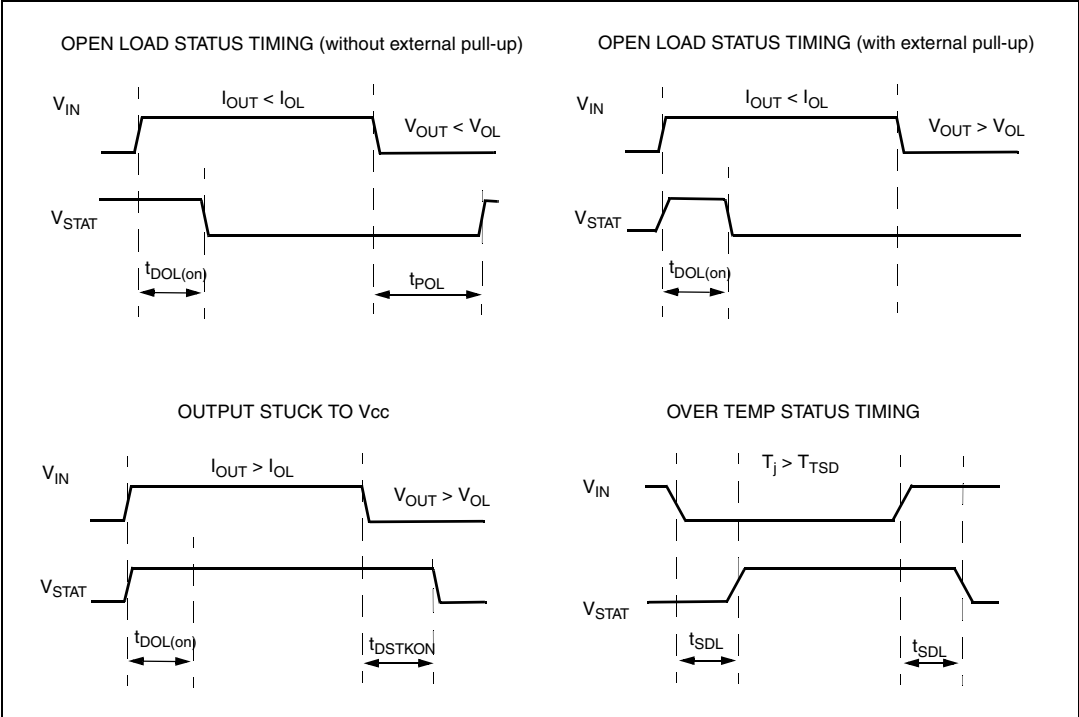 OPEN LOAD STATUS TIMING (without external pull-up)
VIN
IOUT < IOL
VOUT < VOL
VSTAT
tDOL(on)
tPOL
OPEN LOAD STATUS TIMING (with external pull-up)
VIN
IOUT < IOL
VOUT > VOL
VSTAT
tDOL(on)
OUTPUT STUCK TO Vcc
VIN
IOUT > IOL
VOUT > VOL
VSTAT
tDOL(on)
tDSTKON
OVER TEMP STATUS TIMING
VIN
Tj > TTSD
VSTAT
tSDL
tSDL